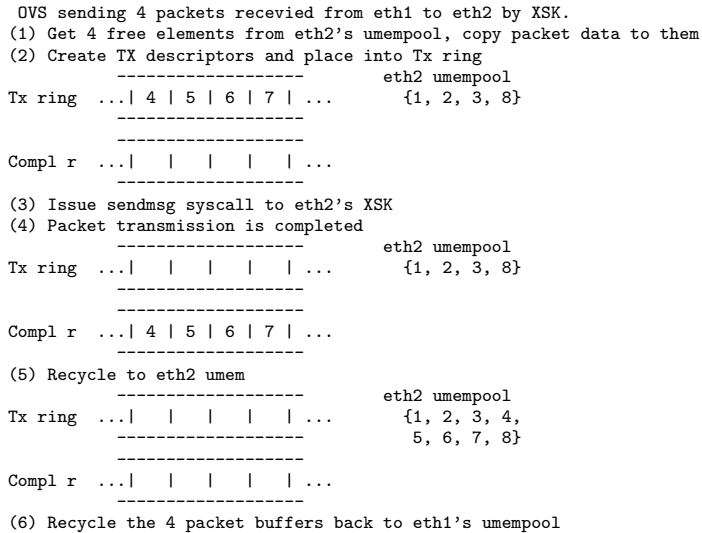 OVS sending 4 packets recevied from eth1 to eth2 by XSK.
(1) Get 4 free elements from eth2's umempool, copy packet data to them
(2) Create TX descriptors and place into Tx ring
------------------- eth2 umempool
Tx ring ...| 4 | 5 | 6 | 7 | ... {1, 2, 3, 8}
-------------------
-------------------
Compl r ...| | | | | ...
-------------------
(3) Issue sendmsg syscall to eth2's XSK
(4) Packet transmission is completed
------------------- eth2 umempool
Tx ring ...| | | | | ... {1, 2, 3, 8}
-------------------
-------------------
Compl r ...| 4 | 5 | 6 | 7 | ...
-------------------
(5) Recycle to eth2 umem
------------------- eth2 umempool
Tx ring ...| | | | | ... {1, 2, 3, 4,
------------------- 5, 6, 7, 8}
-------------------
Compl r ...| | | | | ...
-------------------
(6) Recycle the 4 packet buffers back to eth1's umempool